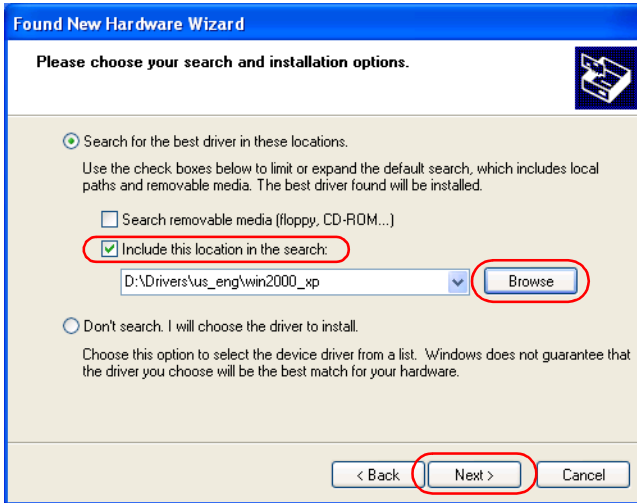 Found New Hardware Wizard
Please choose your search and installation options.
Search for the best driver in these locations.
Use the check boxes below to limit or expand the default search, which includes local
paths and removable media. The best driver found will be installed.
Search removable media (floppy, CD-ROM...)
Include this location in the search:
D:\Drivers\us_eng\win2000_xp
Browse
Don't search. I will choose the driver to install.
Choose this option to select the device driver from a list. Windows does not guarantee that
the driver you choose will be the best match for your hardware.
< Back Next > Cancel